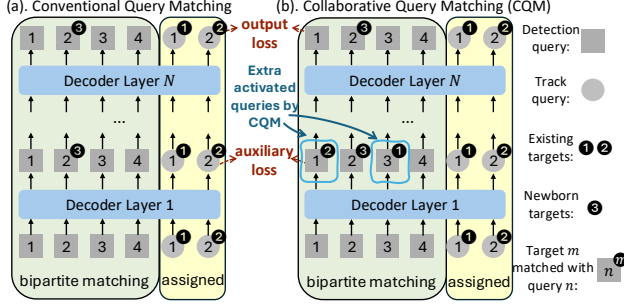 (a). Conventional Query Matching
(b). Collaborative Query Matching (CQM)
1 2 3 3 4 1 1 2 2
output loss
1 2 3 3 4 1 1 2 2
Decoder Layer N
Extra activated queries by CQM
Decoder Layer N
...
...
1 2 3 3 4 1 1 2 2
auxiliary loss
1 2 2 3 3 1 4 1 1 2 2
Decoder Layer 1
Decoder Layer 1
1 2 3 4 1 1 2 2
1 2 3 4 1 1 2 2
bipartite matching
assigned
bipartite matching
assigned
Detection query:
Track query:
Existing targets: 1 2
Newborn targets: 3
Target m matched with query n: n m